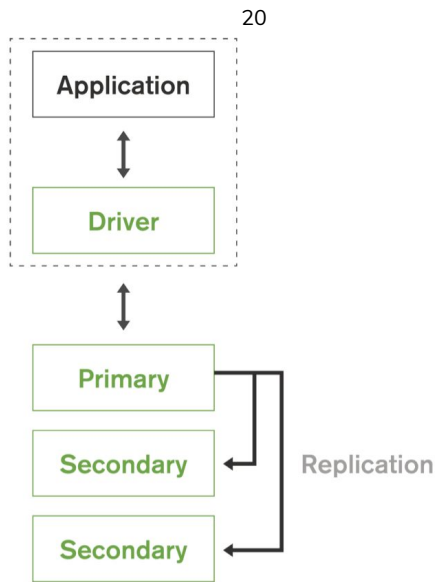 20
Application
Driver
Primary
Secondary
Replication
Secondary